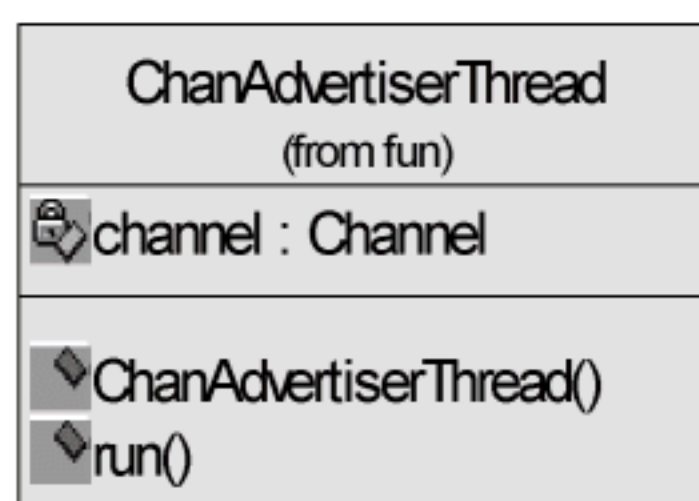 ChanAdvertiserThread
(from fun)
channel : Channel
ChanAdvertiserThread()
run()